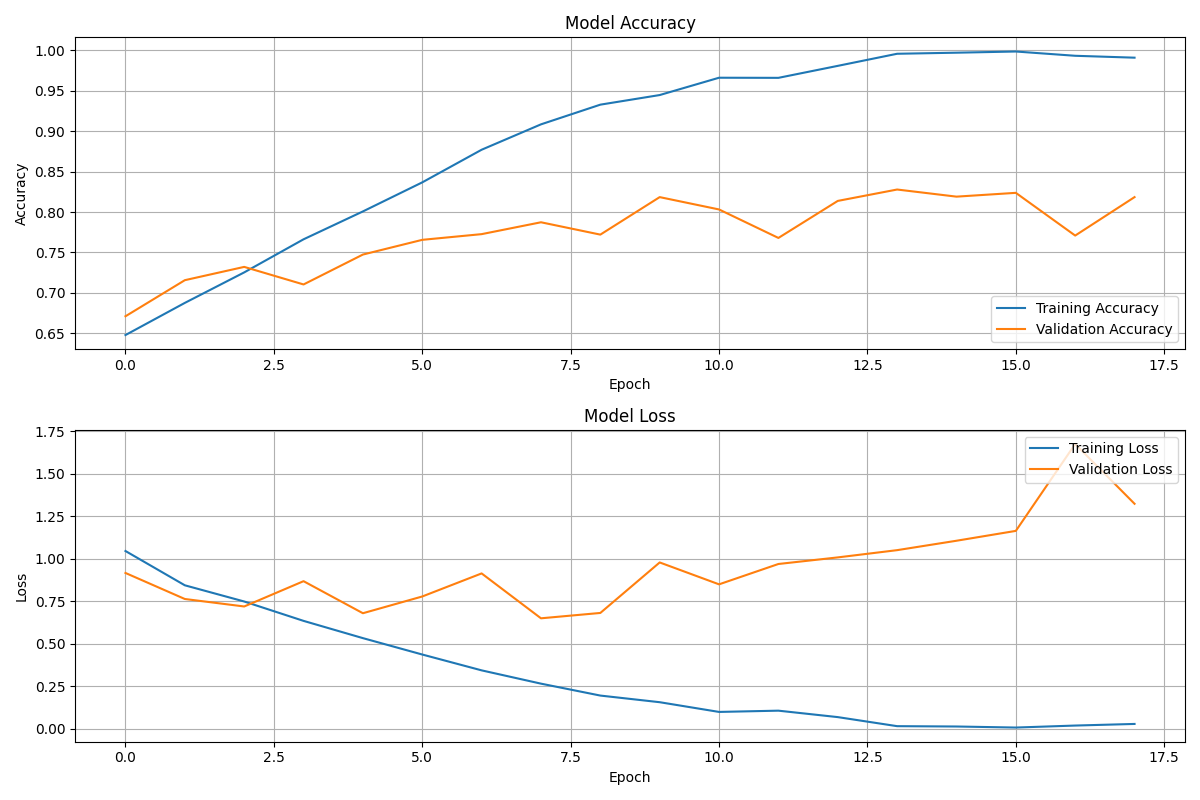 Model Accuracy
1.00
0.95
0.90
0.85
0.80
0.75
0.70
0.65
Accuracy
Training Accuracy
Validation Accuracy
0.0 2.5 5.0 7.5 10.0 12.5 15.0 17.5
Epoch
Model Loss
1.75
1.50
1.25
1.00
0.75
0.50
0.25
0.00
Loss
Training Loss
Validation Loss
0.0 2.5 5.0 7.5 10.0 12.5 15.0 17.5
Epoch